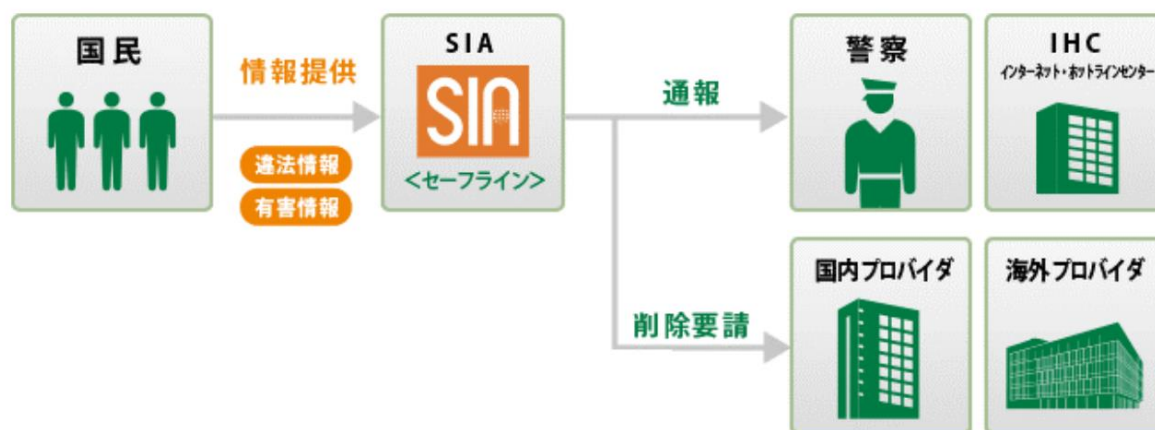 国民
情報提供
違法情報
有害情報
SIA
SIA
<セーフライン>
通報
警察
IHC
インターネット・ホットラインセンター
削除要請
国内プロバイダ
海外プロバイダ